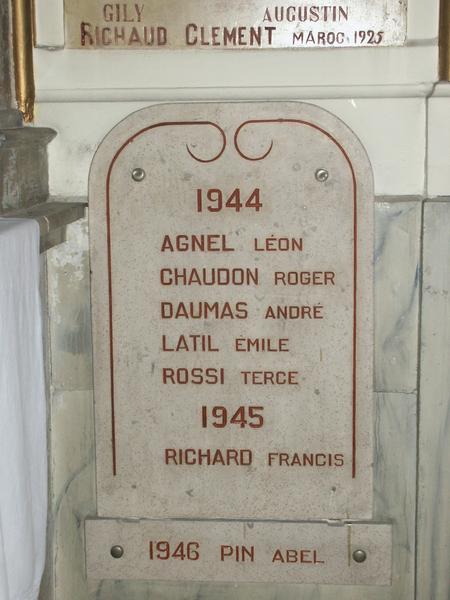 GILY AUGUSTIN
RICHAUD CLEMENT MAROC 1925
1944
AGNEL LÉON
CHAUDON ROGER
DAUMAS ANDRÉ
LATIL ÉMILE
ROSSI TERCE
1945
RICHARD FRANCIS
1946 PIN ABEL